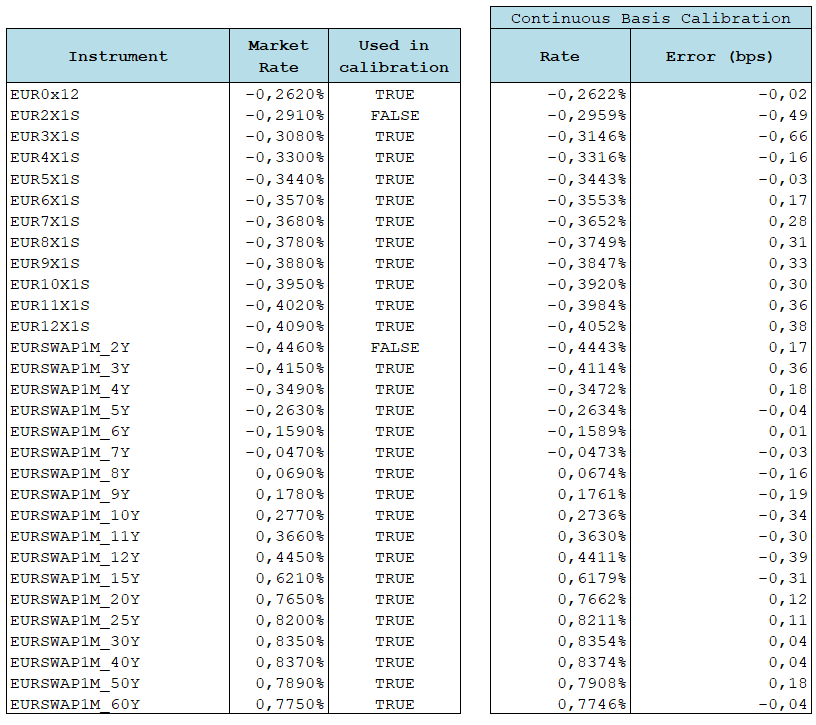 Continuous Basis Calibration
Instrument Market Rate Used in calibration Rate Error (bps)
EUR0x12 -0,2620% TRUE -0,2622% -0,02
EUR2X1S -0,2910% FALSE -0,2959% -0,49
EUR3X1S -0,3080% TRUE -0,3146% -0,66
EUR4X1S -0,3300% TRUE -0,3316% -0,16
EUR5X1S -0,3440% TRUE -0,3443% -0,03
EUR6X1S -0,3570% TRUE -0,3553% 0,17
EUR7X1S -0,3680% TRUE -0,3652% 0,28
EUR8X1S -0,3780% TRUE -0,3749% 0,31
EUR9X1S -0,3880% TRUE -0,3847% 0,33
EUR10X1S -0,3950% TRUE -0,3920% 0,30
EUR11X1S -0,4020% TRUE -0,3984% 0,36
EUR12X1S -0,4090% TRUE -0,4052% 0,38
EURSWAP1M_2Y -0,4460% FALSE -0,4443% 0,17
EURSWAP1M_3Y -0,4150% TRUE -0,4114% 0,36
EURSWAP1M_4Y -0,3490% TRUE -0,3472% 0,18
EURSWAP1M_5Y -0,2630% TRUE -0,2634% -0,04
EURSWAP1M_6Y -0,1590% TRUE -0,1589% 0,01
EURSWAP1M_7Y -0,0470% TRUE -0,0473% -0,03
EURSWAP1M_8Y 0,0690% TRUE 0,0674% -0,16
EURSWAP1M_9Y 0,1780% TRUE 0,1761% -0,19
EURSWAP1M_10Y 0,2770% TRUE 0,2736% -0,34
EURSWAP1M_11Y 0,3660% TRUE 0,3630% -0,30
EURSWAP1M_12Y 0,4450% TRUE 0,4411% -0,39
EURSWAP1M_15Y 0,6210% TRUE 0,6179% -0,31
EURSWAP1M_20Y 0,7650% TRUE 0,7662% 0,12
EURSWAP1M_25Y 0,8200% TRUE 0,8211% 0,11
EURSWAP1M_30Y 0,8350% TRUE 0,8354% 0,04
EURSWAP1M_40Y 0,8370% TRUE 0,8374% 0,04
EURSWAP1M_50Y 0,7890% TRUE 0,7908% 0,18
EURSWAP1M_60Y 0,7750% TRUE 0,7746% -0,04